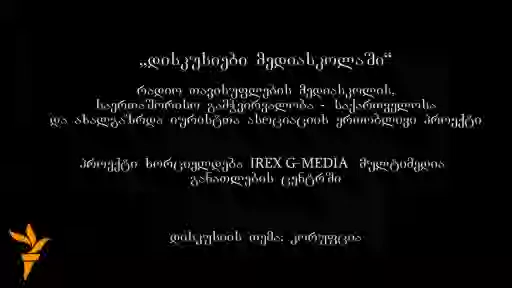 „დისკუსიები მედიასკოლაში“
რადიო თავისუფლების მედიასკოლის,
საერთაშორისო გამჭვირვალობა - საქართველოსა
და ახალგაზრდა იურისტთა ასოციაციის ერთობლივი პროექტი
პროექტი ხორციელდება IREX G-MEDIA მულტიმედია
განათლების ცენტრში
დისკუსიის თემა: კორუფცია